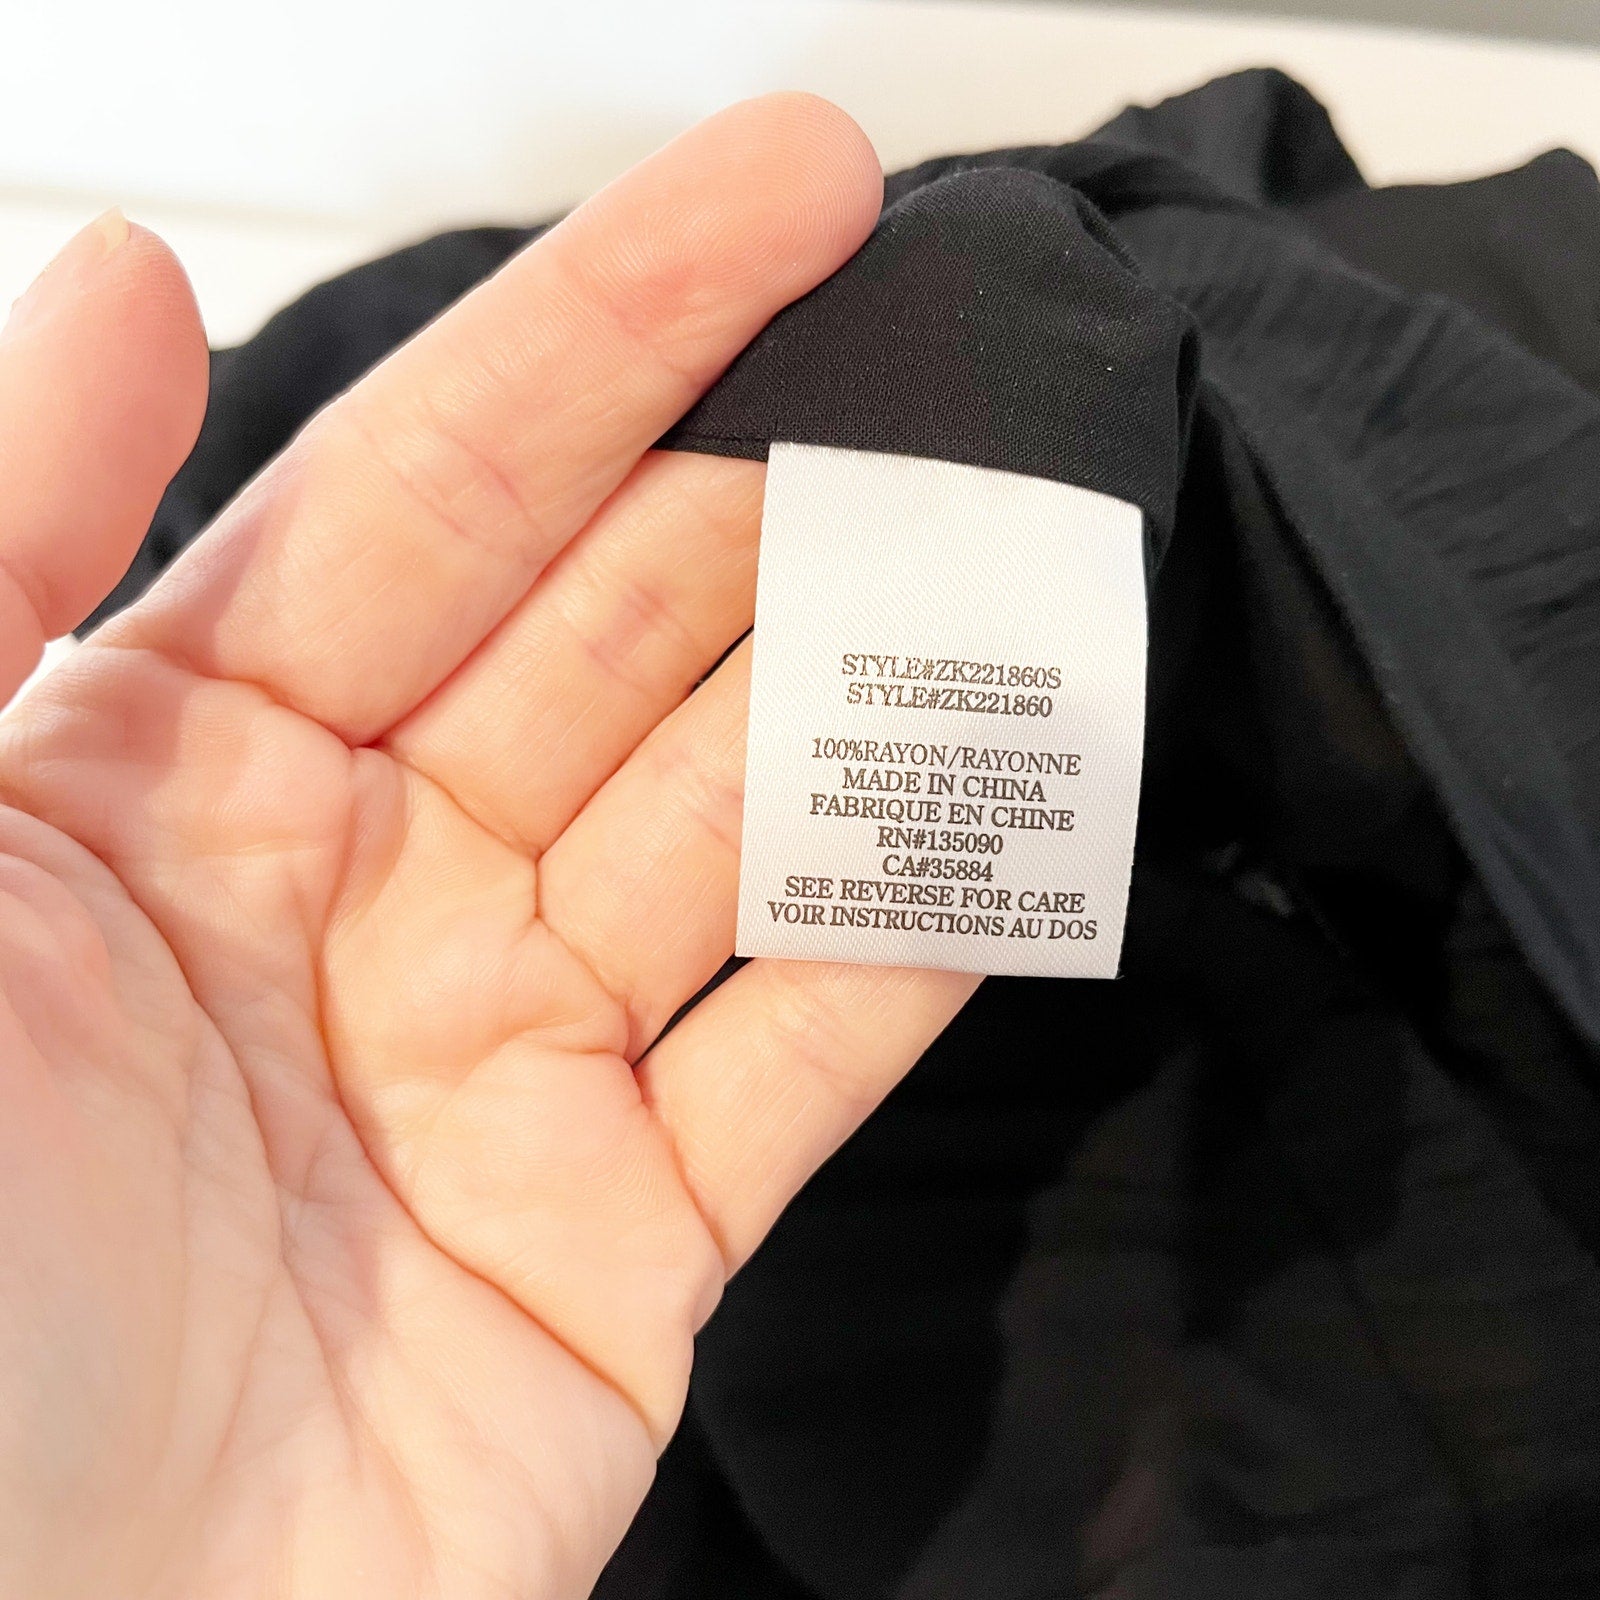 STYLE#ZK221860S
STYLE#ZK221860
100%RAYON/RAYONNE
MADE IN CHINA
FABRIQUE EN CHINE
RN#135090
CA#35884
SEE REVERSE FOR CARE
VOIR INSTRUCTIONS AU DOS